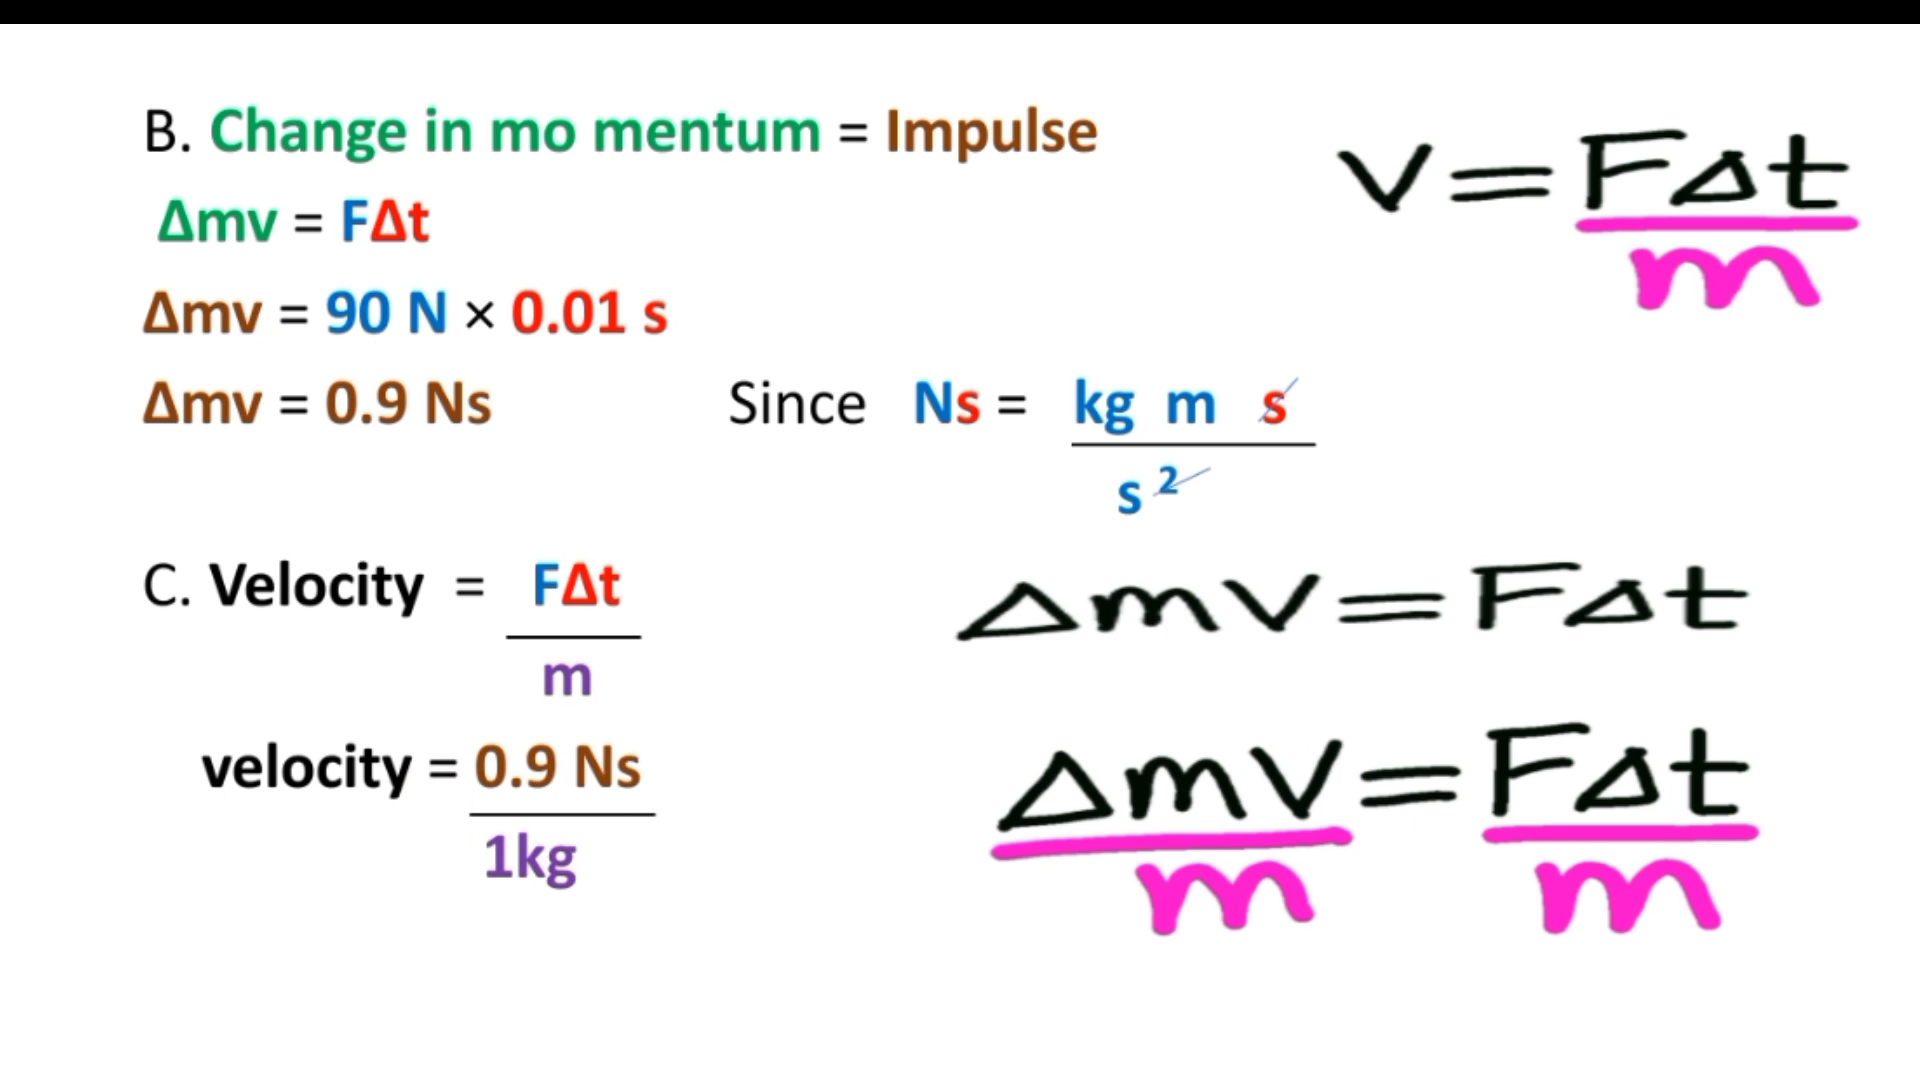 B. Change in mo mentum = Impulse
V = FΔt
m
Δmv = FΔt
Δmv = 90 N × 0.01 s
Δmv = 0.9 Ns
Since Ns = kg m s
s ²
C. Velocity = FΔt
m
ΔmV = FΔt
velocity = 0.9 Ns
1kg
ΔmV = FΔt
m m